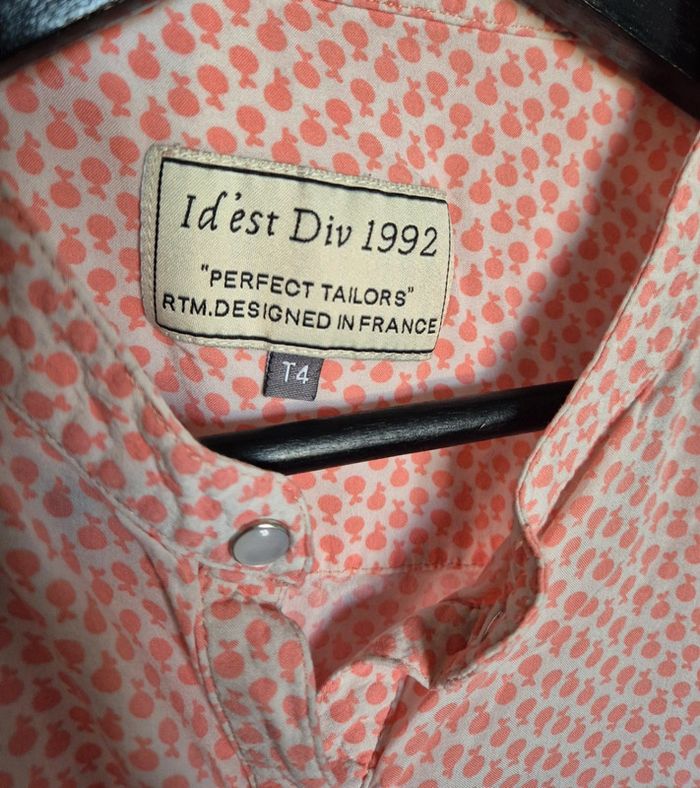 Id'est Div 1992
"PERFECT TAILORS"
RTM.DESIGNED IN FRANCE
T4